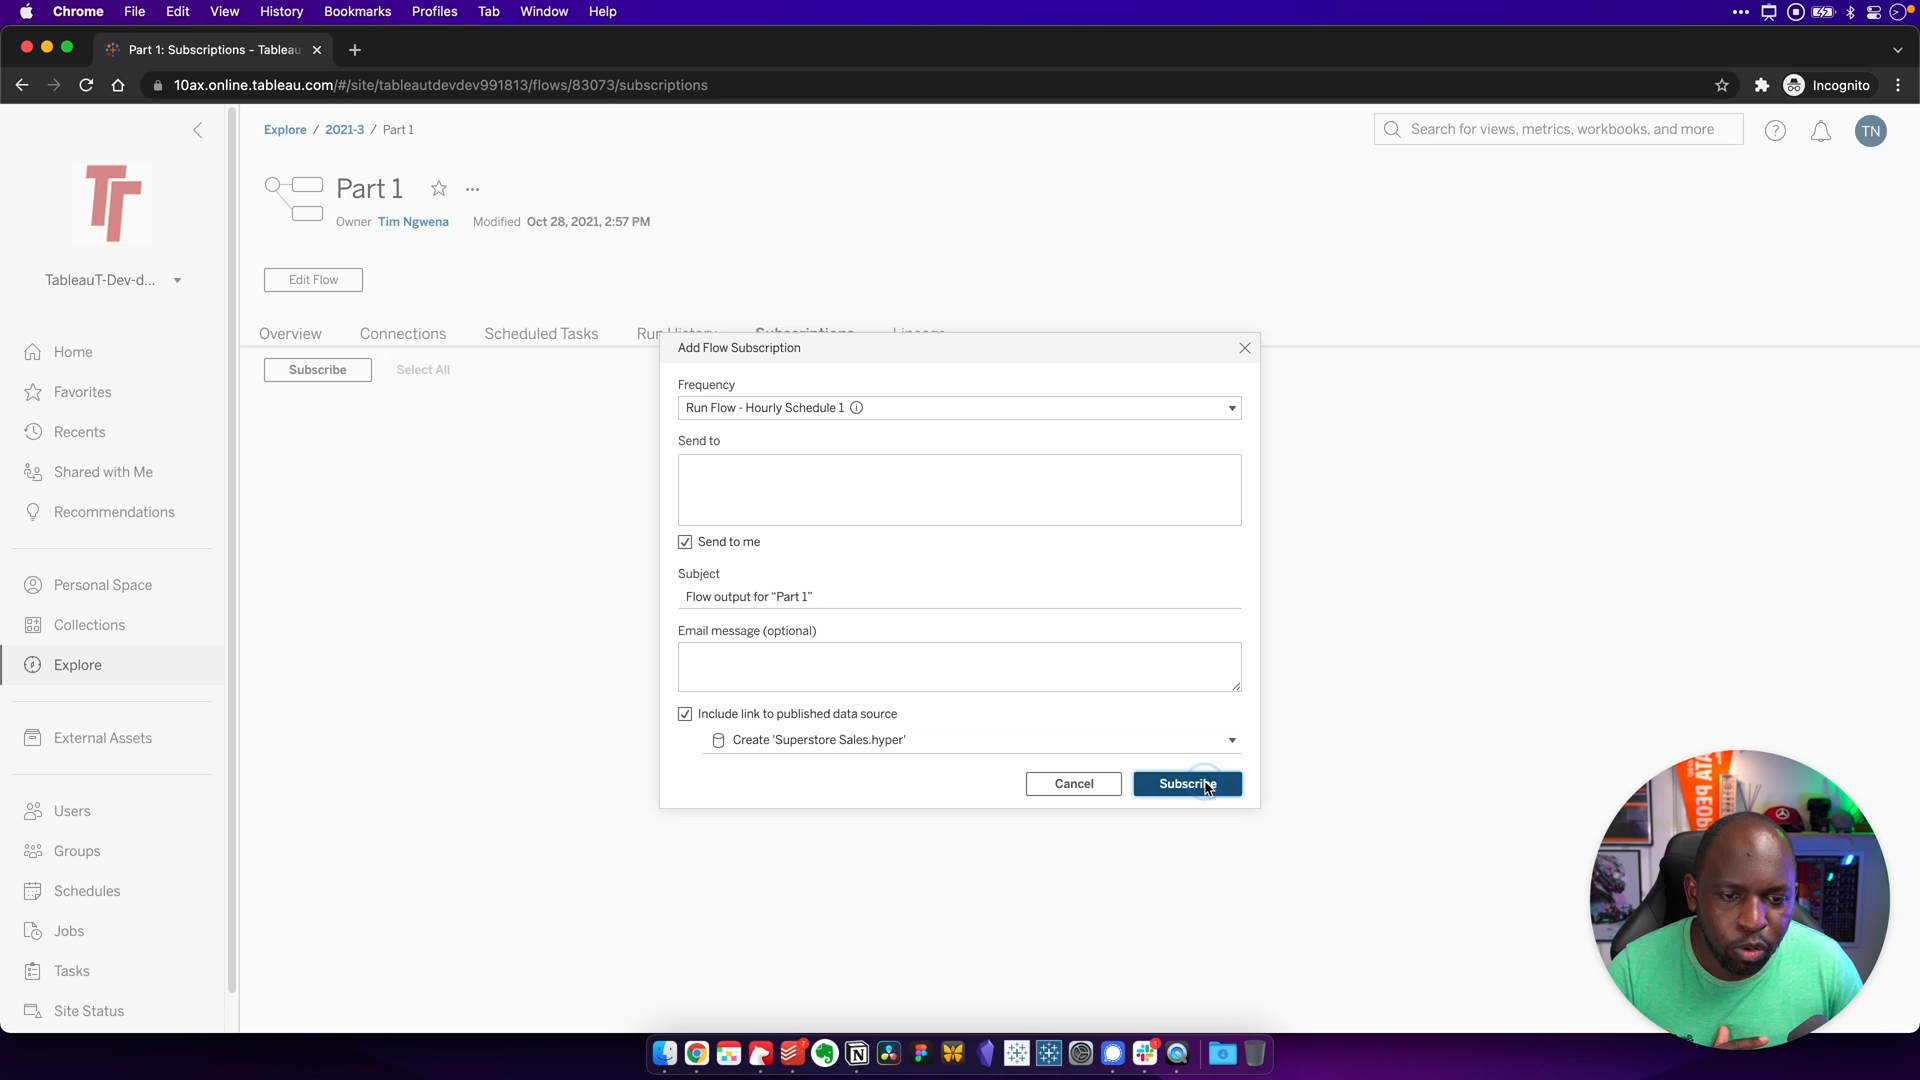 Chrome File Edit View History Bookmarks Profiles Tab Window Help
Part 1: Subscriptions - Tableau
10ax.online.tableau.com/#/site/tableautdevdev991813/flows/83073/subscriptions
Incognito
Explore / 2021-3 / Part 1
Search for views, metrics, workbooks, and more
TN
TT
Part 1
Owner Tim Ngwena Modified Oct 28, 2021, 2:57 PM
TableauT-Dev-d...
Edit Flow
Overview Connections Scheduled Tasks Run History Subscriptions Lineage
Subscribe Select All
Home
Favorites
Recents
Shared with Me
Recommendations
Personal Space
Collections
Explore
External Assets
Users
Groups
Schedules
Jobs
Tasks
Site Status
Add Flow Subscription
Frequency
Run Flow - Hourly Schedule 1
Send to
Send to me
Subject
Flow output for “Part 1”
Email message (optional)
Include link to published data source
Create 'Superstore Sales.hyper'
Cancel Subscribe